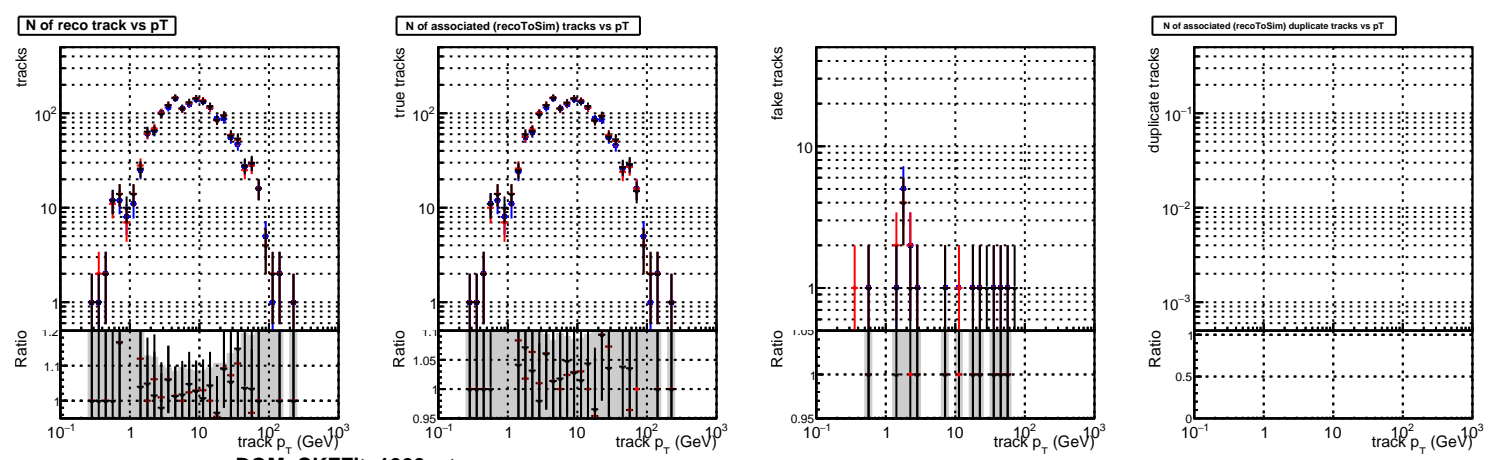 N of reco track vs pT
N of associated (recoToSim) tracks vs pT
N of associated (recoToSim) duplicate tracks vs pT
tracks
10²
10
1
Ratio
1.2
1.1
1
10⁻¹ 1 10 10² 10³
track p_T (GeV)
true tracks
10²
10
1
Ratio
1.1
1.05
1
0.95
10⁻¹ 1 10 10² 10³
track p_T (GeV)
fake tracks
10
1
Ratio
1.05
1
0.95
10⁻¹ 1 10 10² 10³
track p_T (GeV)
duplicate tracks
10⁻¹
10⁻²
10⁻³
Ratio
1
0.5
0
10⁻¹ 1 10 10² 10³
track p_T (GeV)